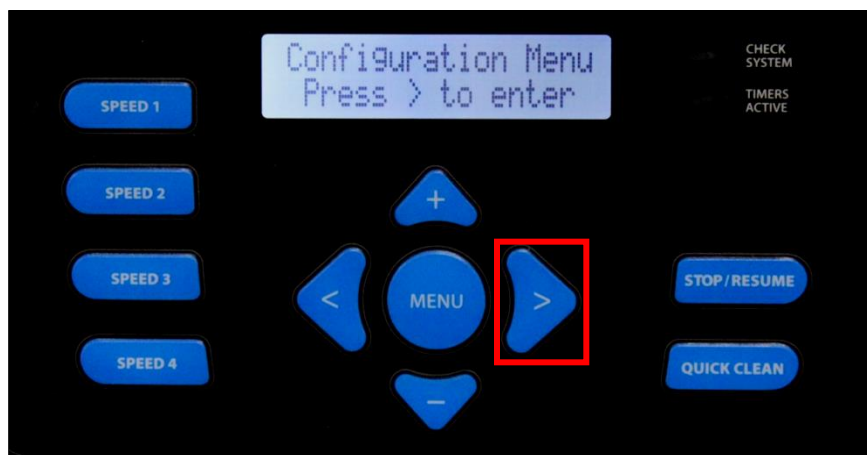 Configuration Menu
Press > to enter
CHECK
SYSTEM
TIMERS
ACTIVE
SPEED 1
SPEED 2
SPEED 3
SPEED 4
+
<
MENU
>
−
STOP/RESUME
QUICK CLEAN